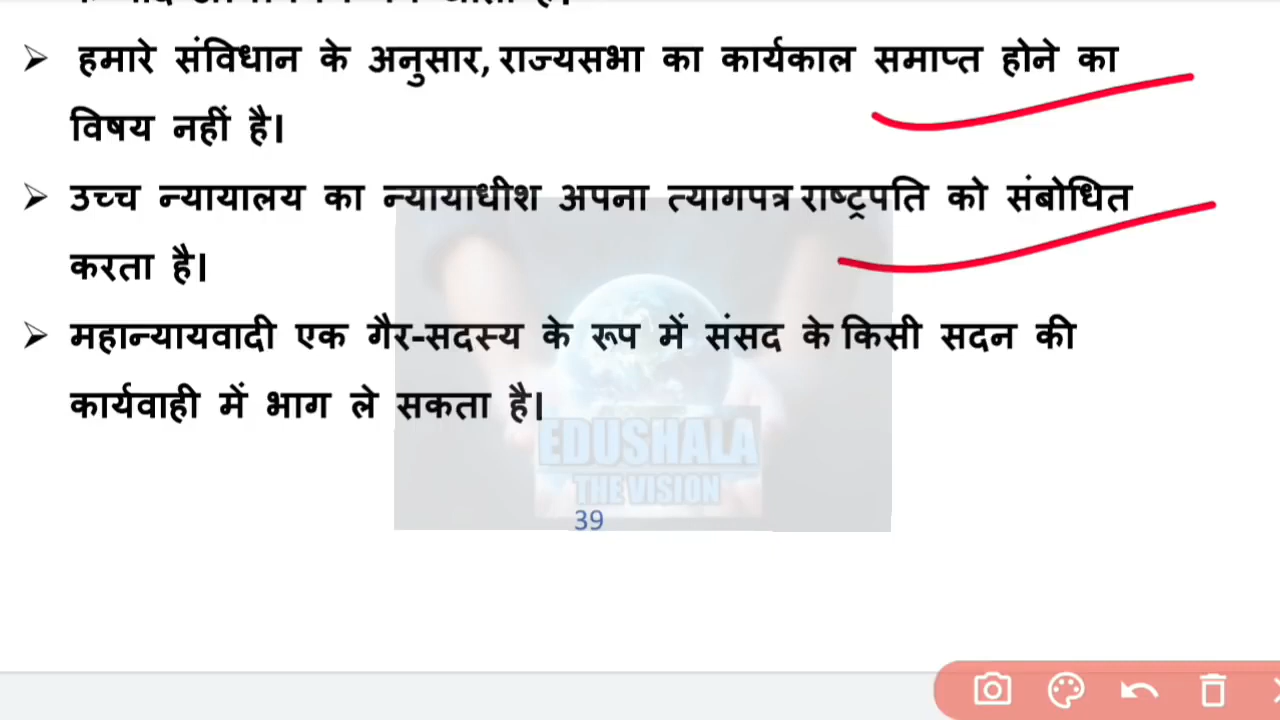 ➢ हमारे संविधान के अनुसार, राज्यसभा का कार्यकाल समाप्त होने का
विषय नहीं है।
➢ उच्च न्यायालय का न्यायाधीश अपना त्यागपत्र राष्ट्रपति को संबोधित
करता है।
➢ महान्यायवादी एक गैर-सदस्य के रूप में संसद के किसी सदन की
कार्यवाही में भाग ले सकता है।
EDUSHALA
THE VISION
39